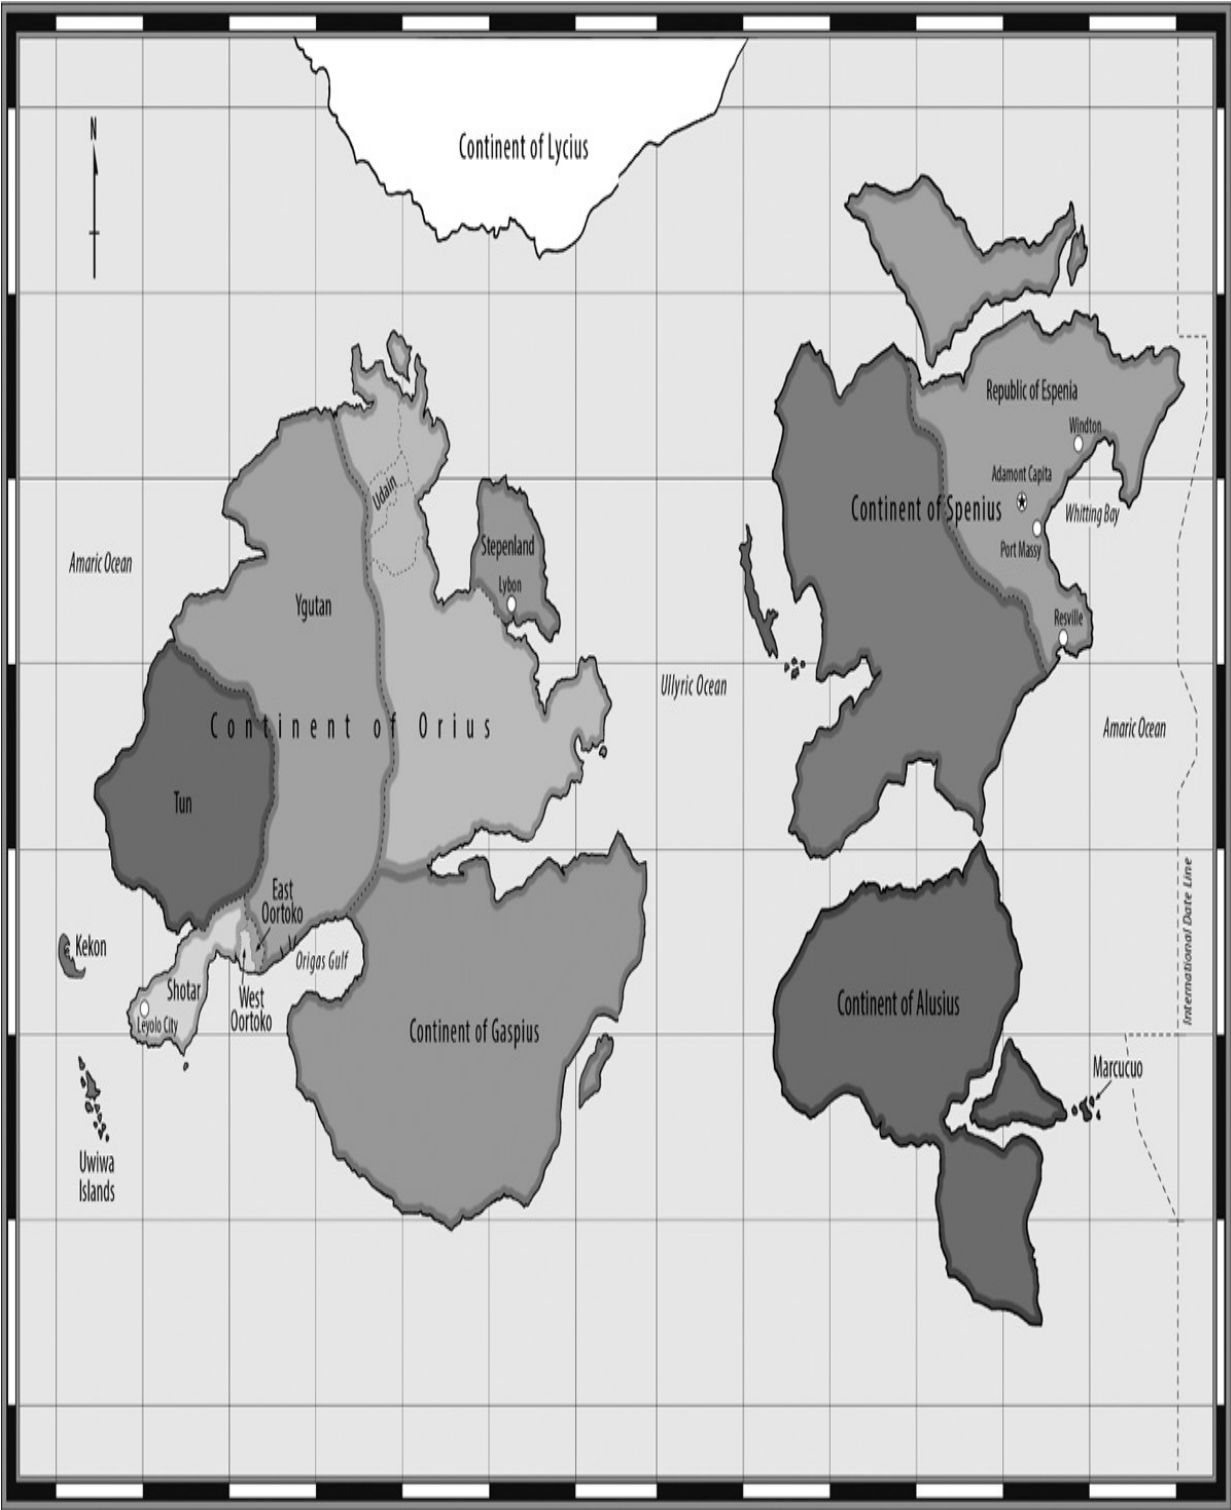 Continent of Lycius
N
Republic of Espenia
Windton
Adamont Capita
Continent of Spenius
Whitting Bay
Port Massy
Udain
Stepenland
Amaric Ocean
Lybon
Ygutan
Resville
Ullyric Ocean
Continent of Orius
Amaric Ocean
Tun
East
Oortoko
Kekon
Origas Gulf
Shotar
West
Oortoko
Leyolo City
Continent of Gaspius
Continent of Alusius
International Date Line
Marcucuo
Uwiwa
Islands